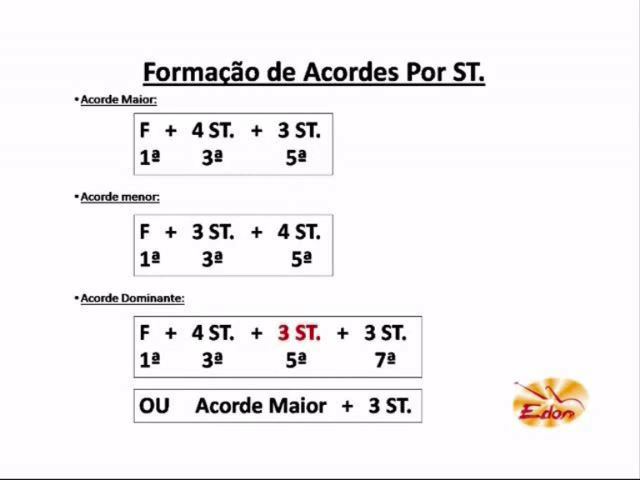 Formação de Acordes Por ST.
• Acorde Maior:
F + 4 ST. + 3 ST.
1ª 3ª 5ª
• Acorde menor:
F + 3 ST. + 4 ST.
1ª 3ª 5ª
• Acorde Dominante:
F + 4 ST. + 3 ST. + 3 ST.
1ª 3ª 5ª 7ª
OU Acorde Maior + 3 ST.
Edon